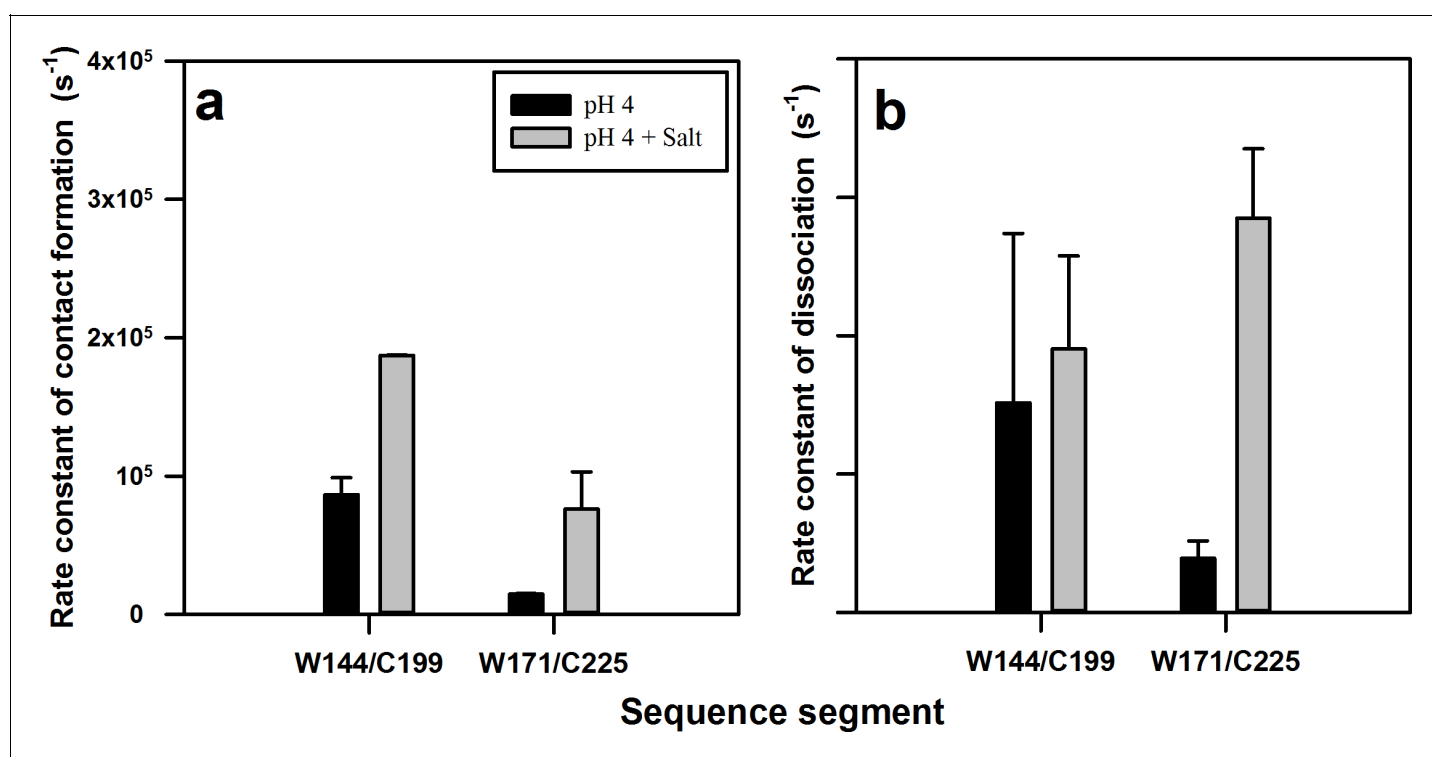 a
pH 4
pH 4 + Salt
Rate constant of contact formation (s⁻¹)
4x10⁵
3x10⁵
2x10⁵
10⁵
0
W144/C199
W171/C225
b
Rate constant of dissociation (s⁻¹)
W144/C199
W171/C225
Sequence segment